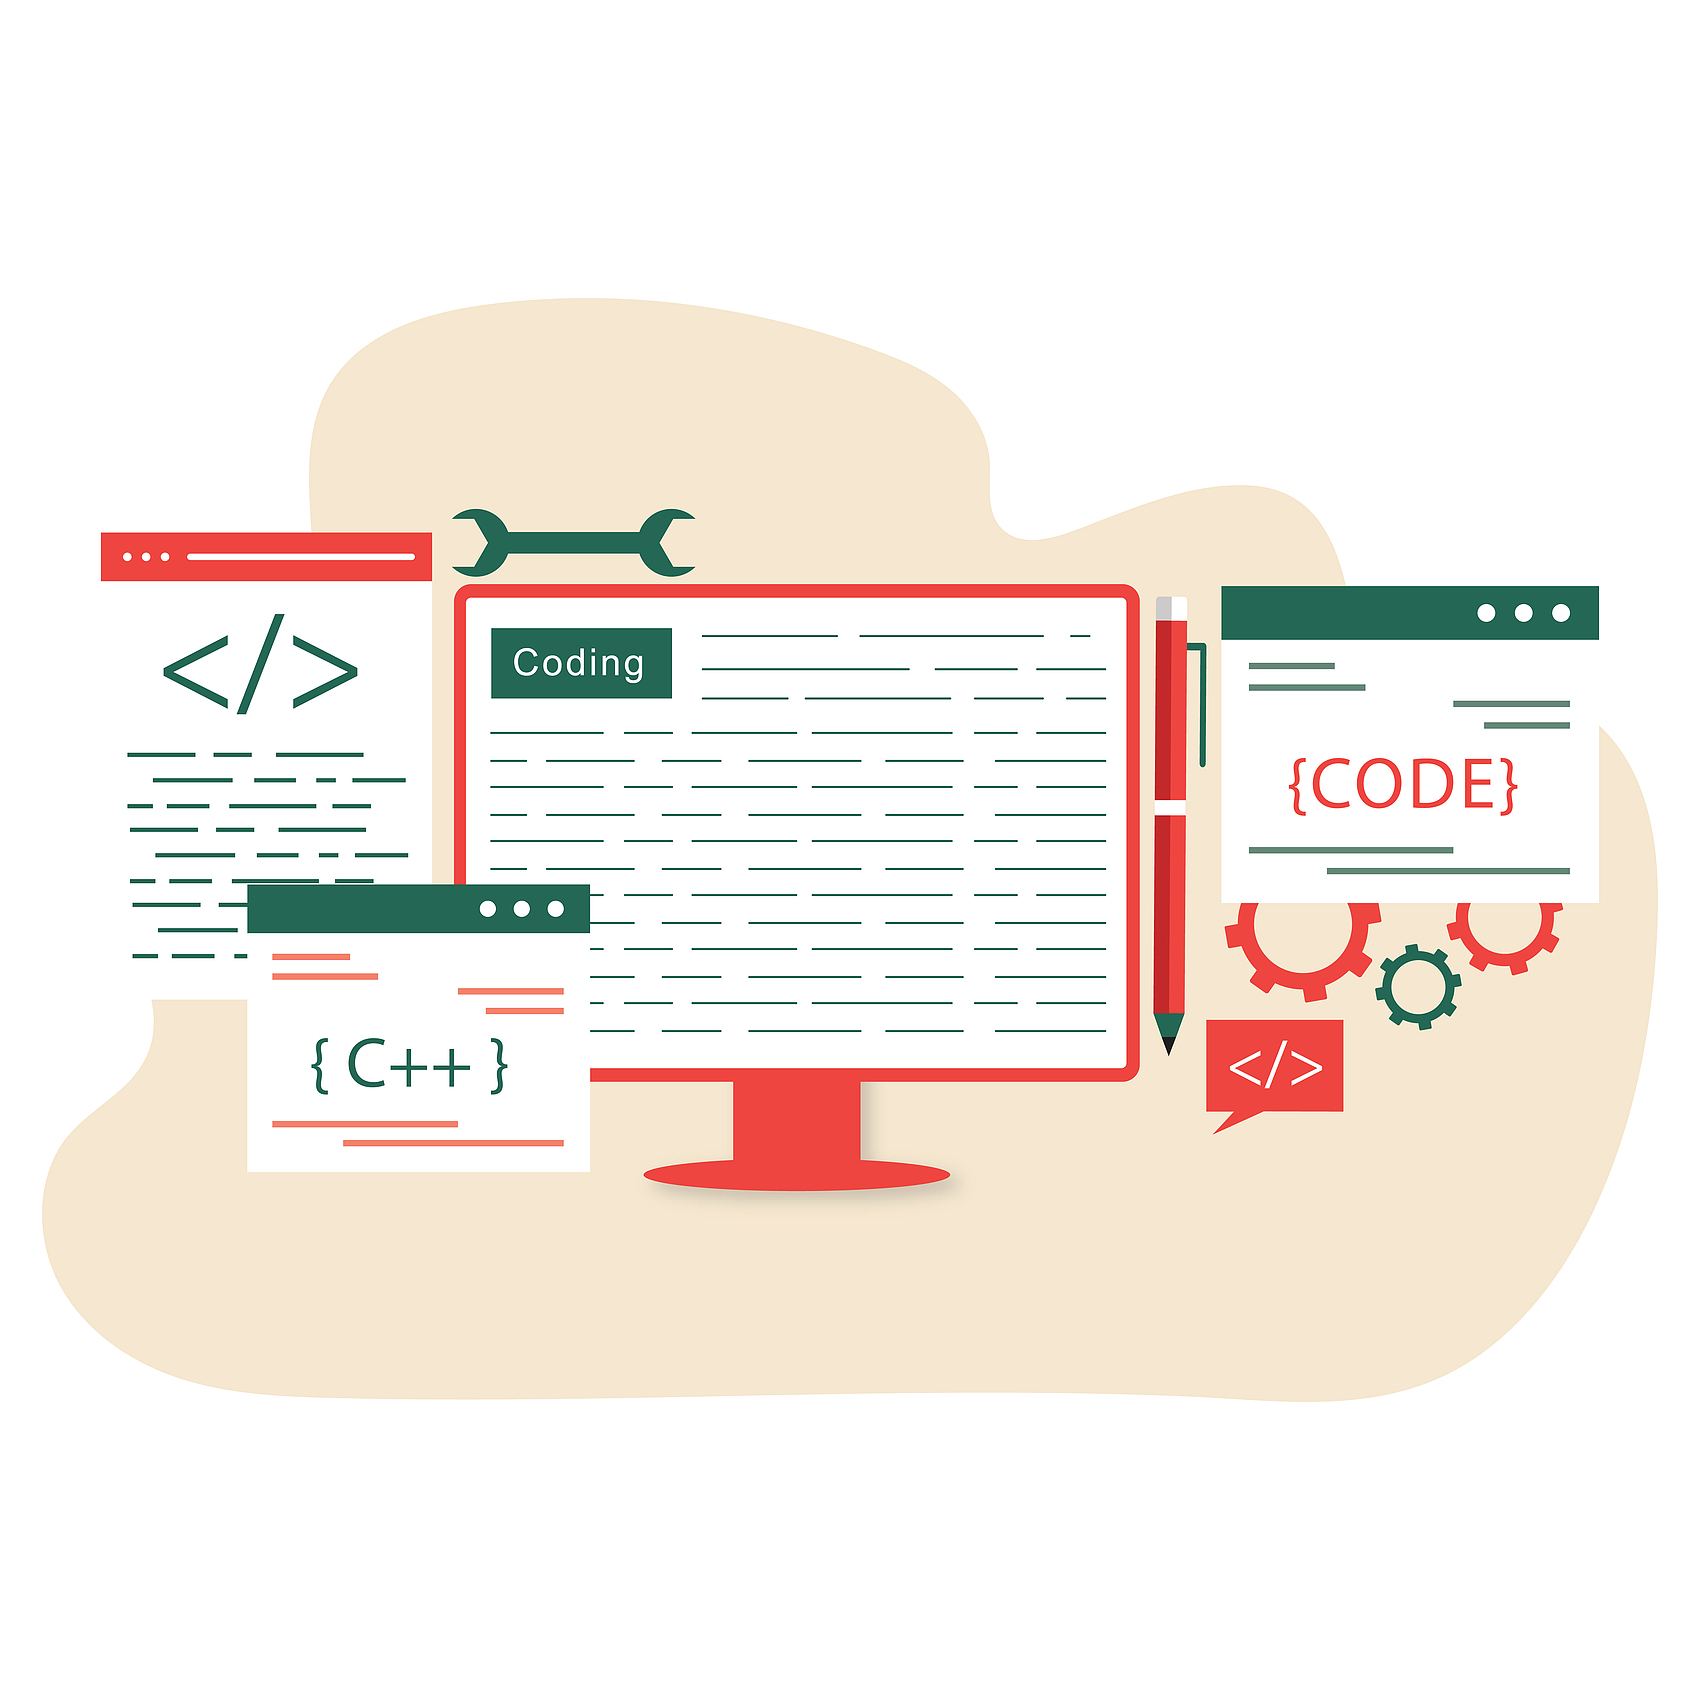 </>
Coding
{CODE}
{ C++ }
</>